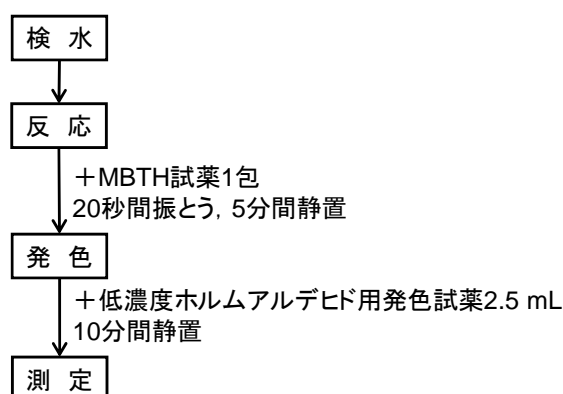 検 水
反 応
＋MBTH試薬1包
20秒間振とう，5分間静置
発 色
＋低濃度ホルムアルデヒド用発色試薬2.5 mL
10分間静置
測 定